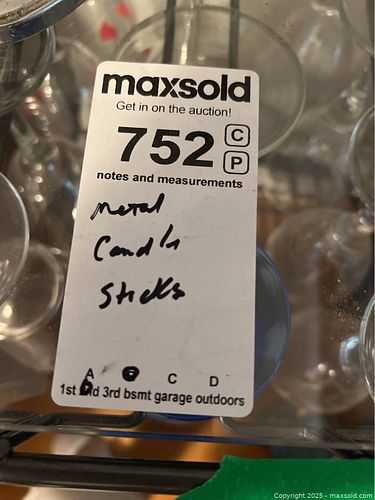 maxsold
Get in on the auction!
752 C
P
notes and measurements
metal
Candle
Sticks
A B C D
1st 2nd 3rd bsmt garage outdoors
Copyright 2025 - maxsold.com